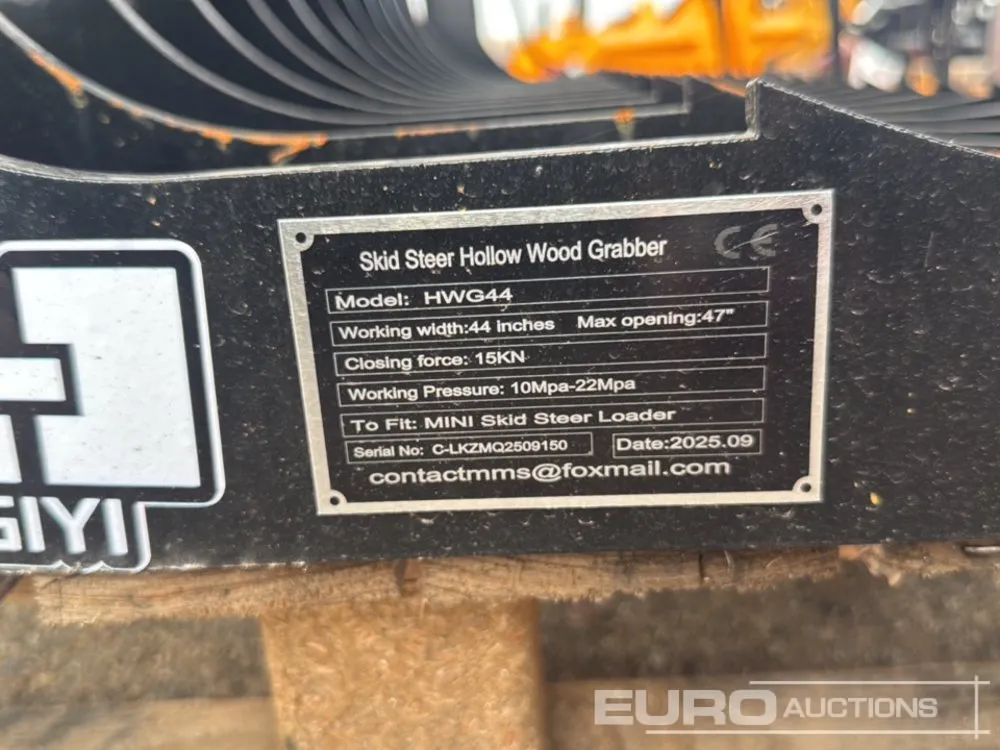 Skid Steer Hollow Wood Grabber CE
Model: HWG44
Working width:44 inches Max opening:47"
Closing force: 15KN
Working Pressure: 10Mpa-22Mpa
To Fit: MINI Skid Steer Loader
Serial No: C-LKZMQ2509150 Date:2025.09
contactmms@foxmail.com
GIYI
EURO AUCTIONS